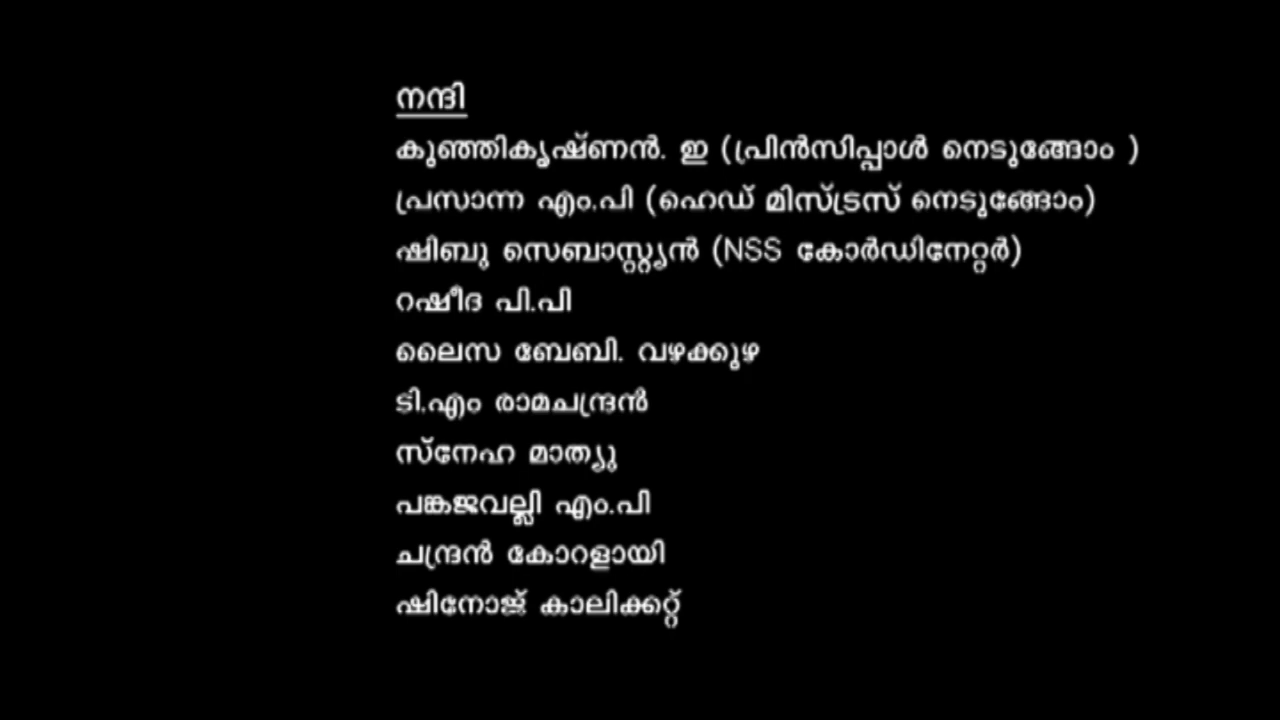 നന്ദി
കുഞ്ഞികൃഷ്ണൻ. ഇ (പ്രിൻസിപ്പാൾ നെടുങ്ങോം )
പ്രസാന്ന എം.പി (ഹെഡ് മിസ്ട്രസ് നെടുങ്ങോം)
ഷിബു സെബാസ്റ്റ്യൻ (NSS കോർഡിനേറ്റർ)
റഷീദ പി.പി
ലൈസ ബേബി. വഴക്കുഴ
ടി.എം രാമചന്ദ്രൻ
സ്നേഹ മാത്യു
പങ്കജവല്ലി എം.പി
ചന്ദ്രൻ കോറളായി
ഷിനോജ് കാലിക്കറ്റ്